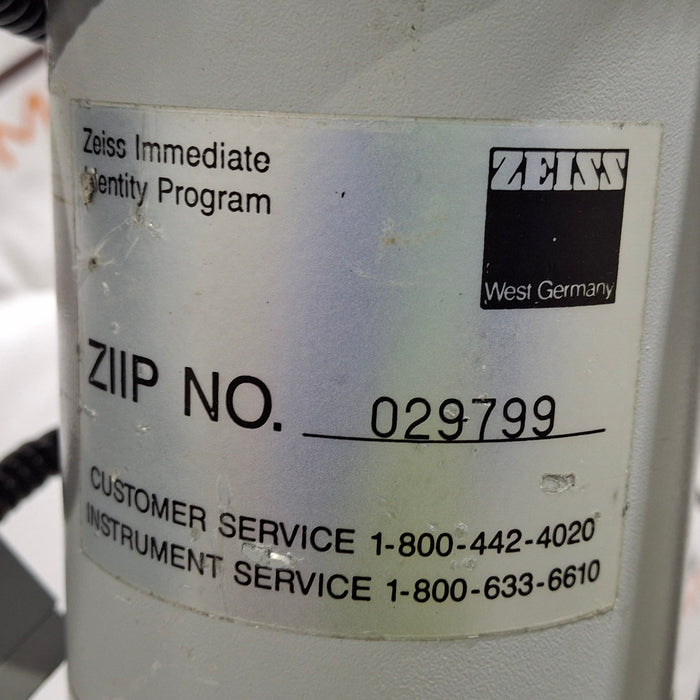 Zeiss Immediate
Identity Program
ZEISS
West Germany
ZIIP NO. 029799
CUSTOMER SERVICE 1-800-442-4020
INSTRUMENT SERVICE 1-800-633-6610